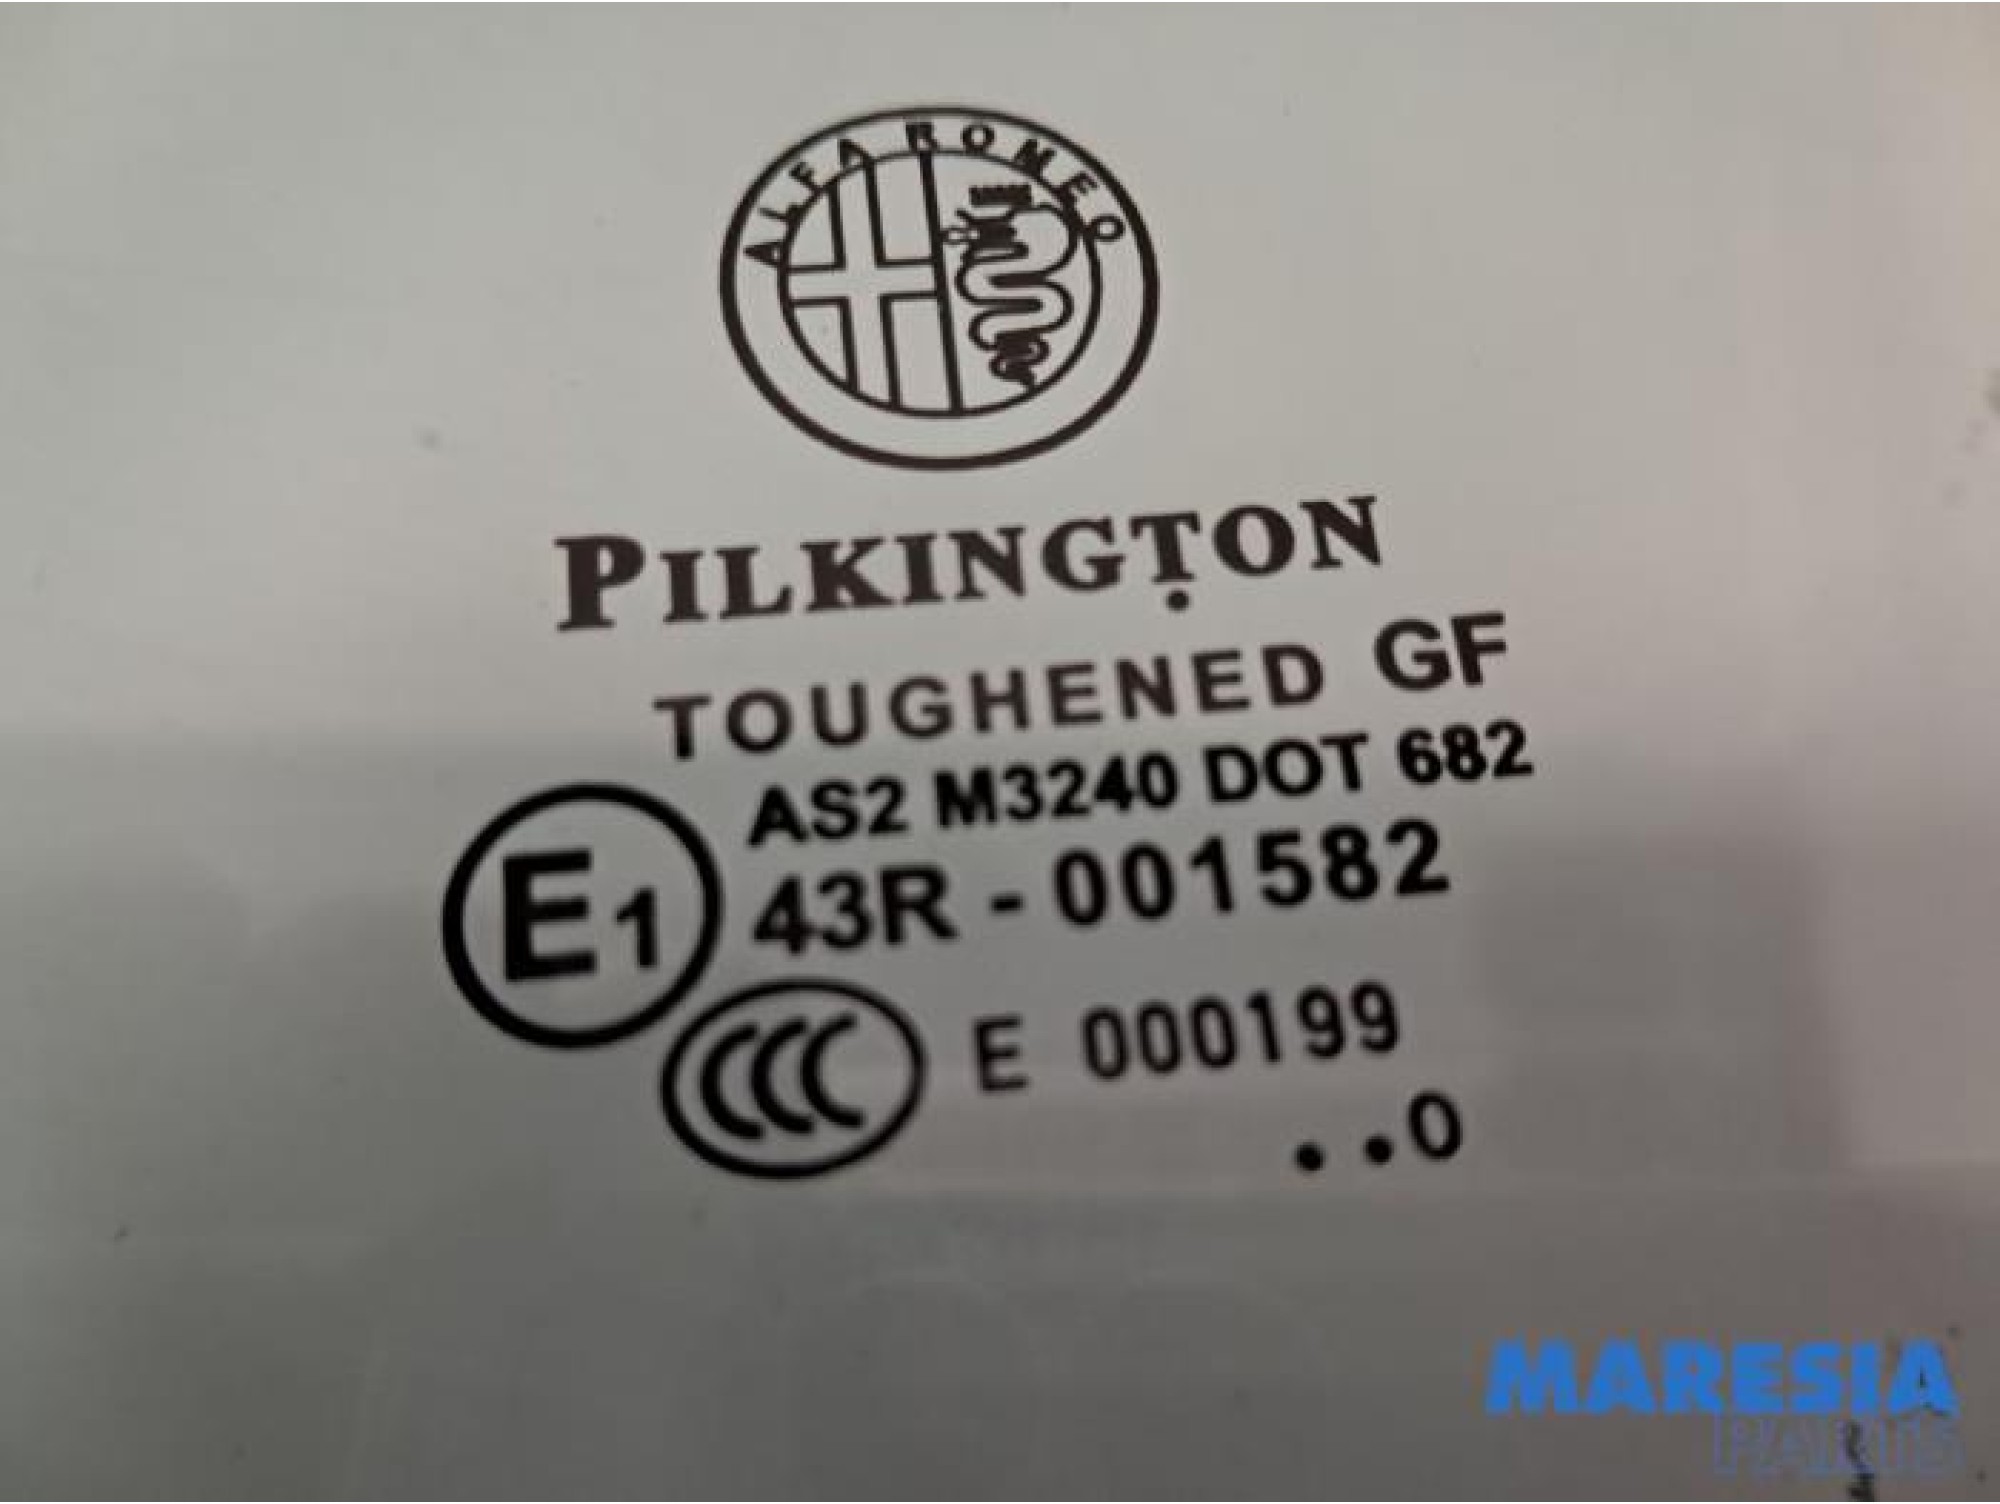 ALFA ROMEO
PILKINGTON
TOUGHENED GF
AS2 M3240 DOT 682
E1 43R - 001582
CCC E 000199
..0
MARESIA
PARTS